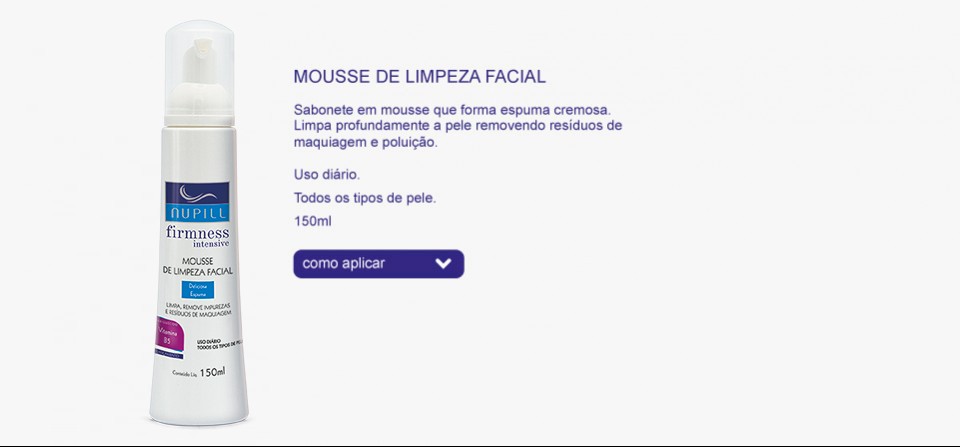 MOUSSE DE LIMPEZA FACIAL
Sabonete em mousse que forma espuma cremosa.
Limpa profundamente a pele removendo resíduos de
maquiagem e poluição.
Uso diário.
Todos os tipos de pele.
150ml
como aplicar
NUPILL
firmness
intensive
MOUSSE
DE LIMPEZA FACIAL
Deliciosa
Espuma
LIMPA, REMOVE IMPUREZAS
E RESÍDUOS DE MAQUIAGEM
Vitamina
B5
USO DIÁRIO
TODOS OS TIPOS DE
Conteúdo Líq. 150ml